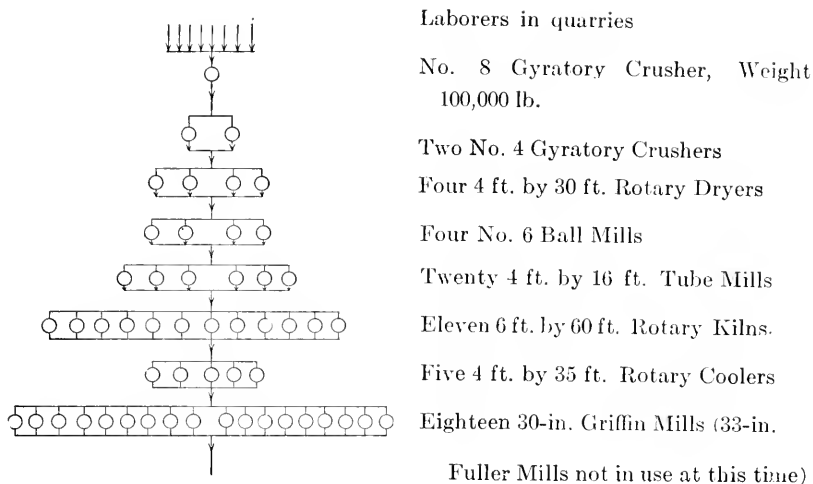 Laborers in quarries
No. 8 Gyratory Crusher, Weight
100,000 lb.
Two No. 4 Gyratory Crushers
Four 4 ft. by 30 ft. Rotary Dryers
Four No. 6 Ball Mills
Twenty 4 ft. by 16 ft. Tube Mills
Eleven 6 ft. by 60 ft. Rotary Kilns.
Five 4 ft. by 35 ft. Rotary Coolers
Eighteen 30-in. Griffin Mills (33-in.
Fuller Mills not in use at this time)